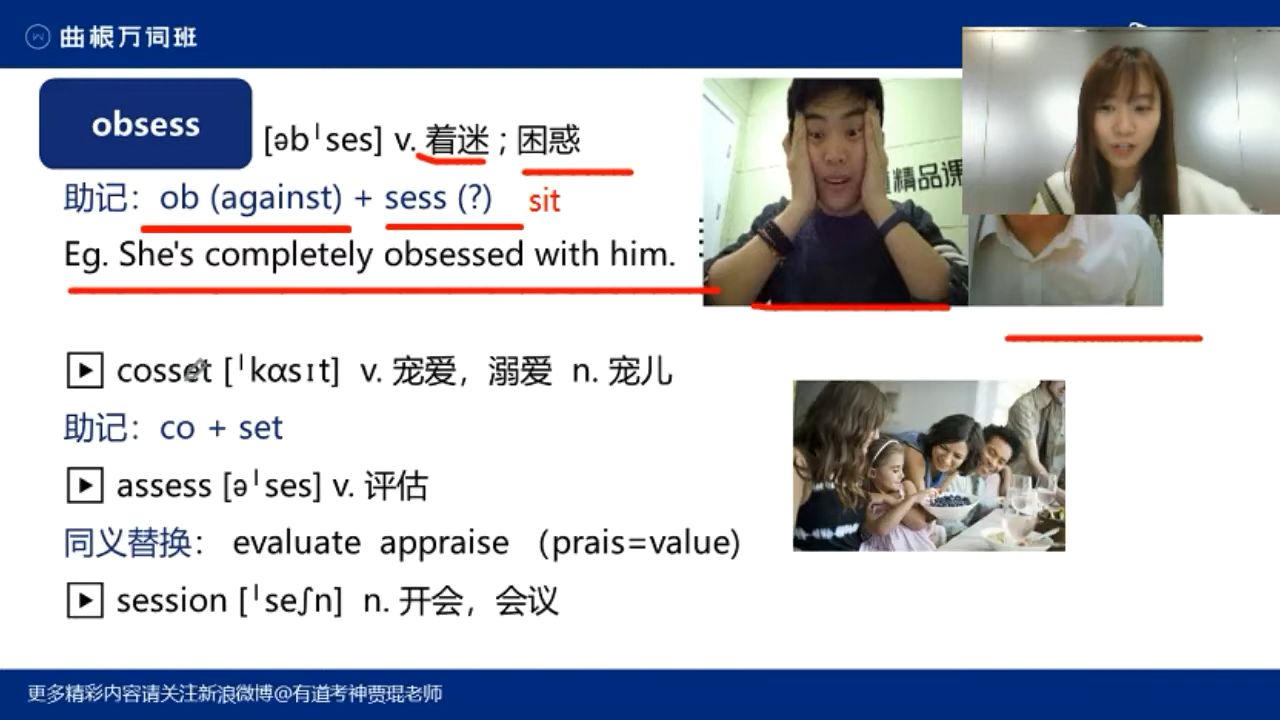 曲根万词班
obsess
[əbˈses] v. 着迷 ; 困惑
助记：ob (against) + sess (?) sit
Eg. She's completely obsessed with him.
精品课
cosset [ˈkɑsɪt] v. 宠爱，溺爱 n. 宠儿
助记：co + set
assess [əˈses] v. 评估
同义替换： evaluate appraise （prais=value)
session [ˈseʃn] n. 开会，会议
更多精彩内容请关注新浪微博@有道考神贾琨老师